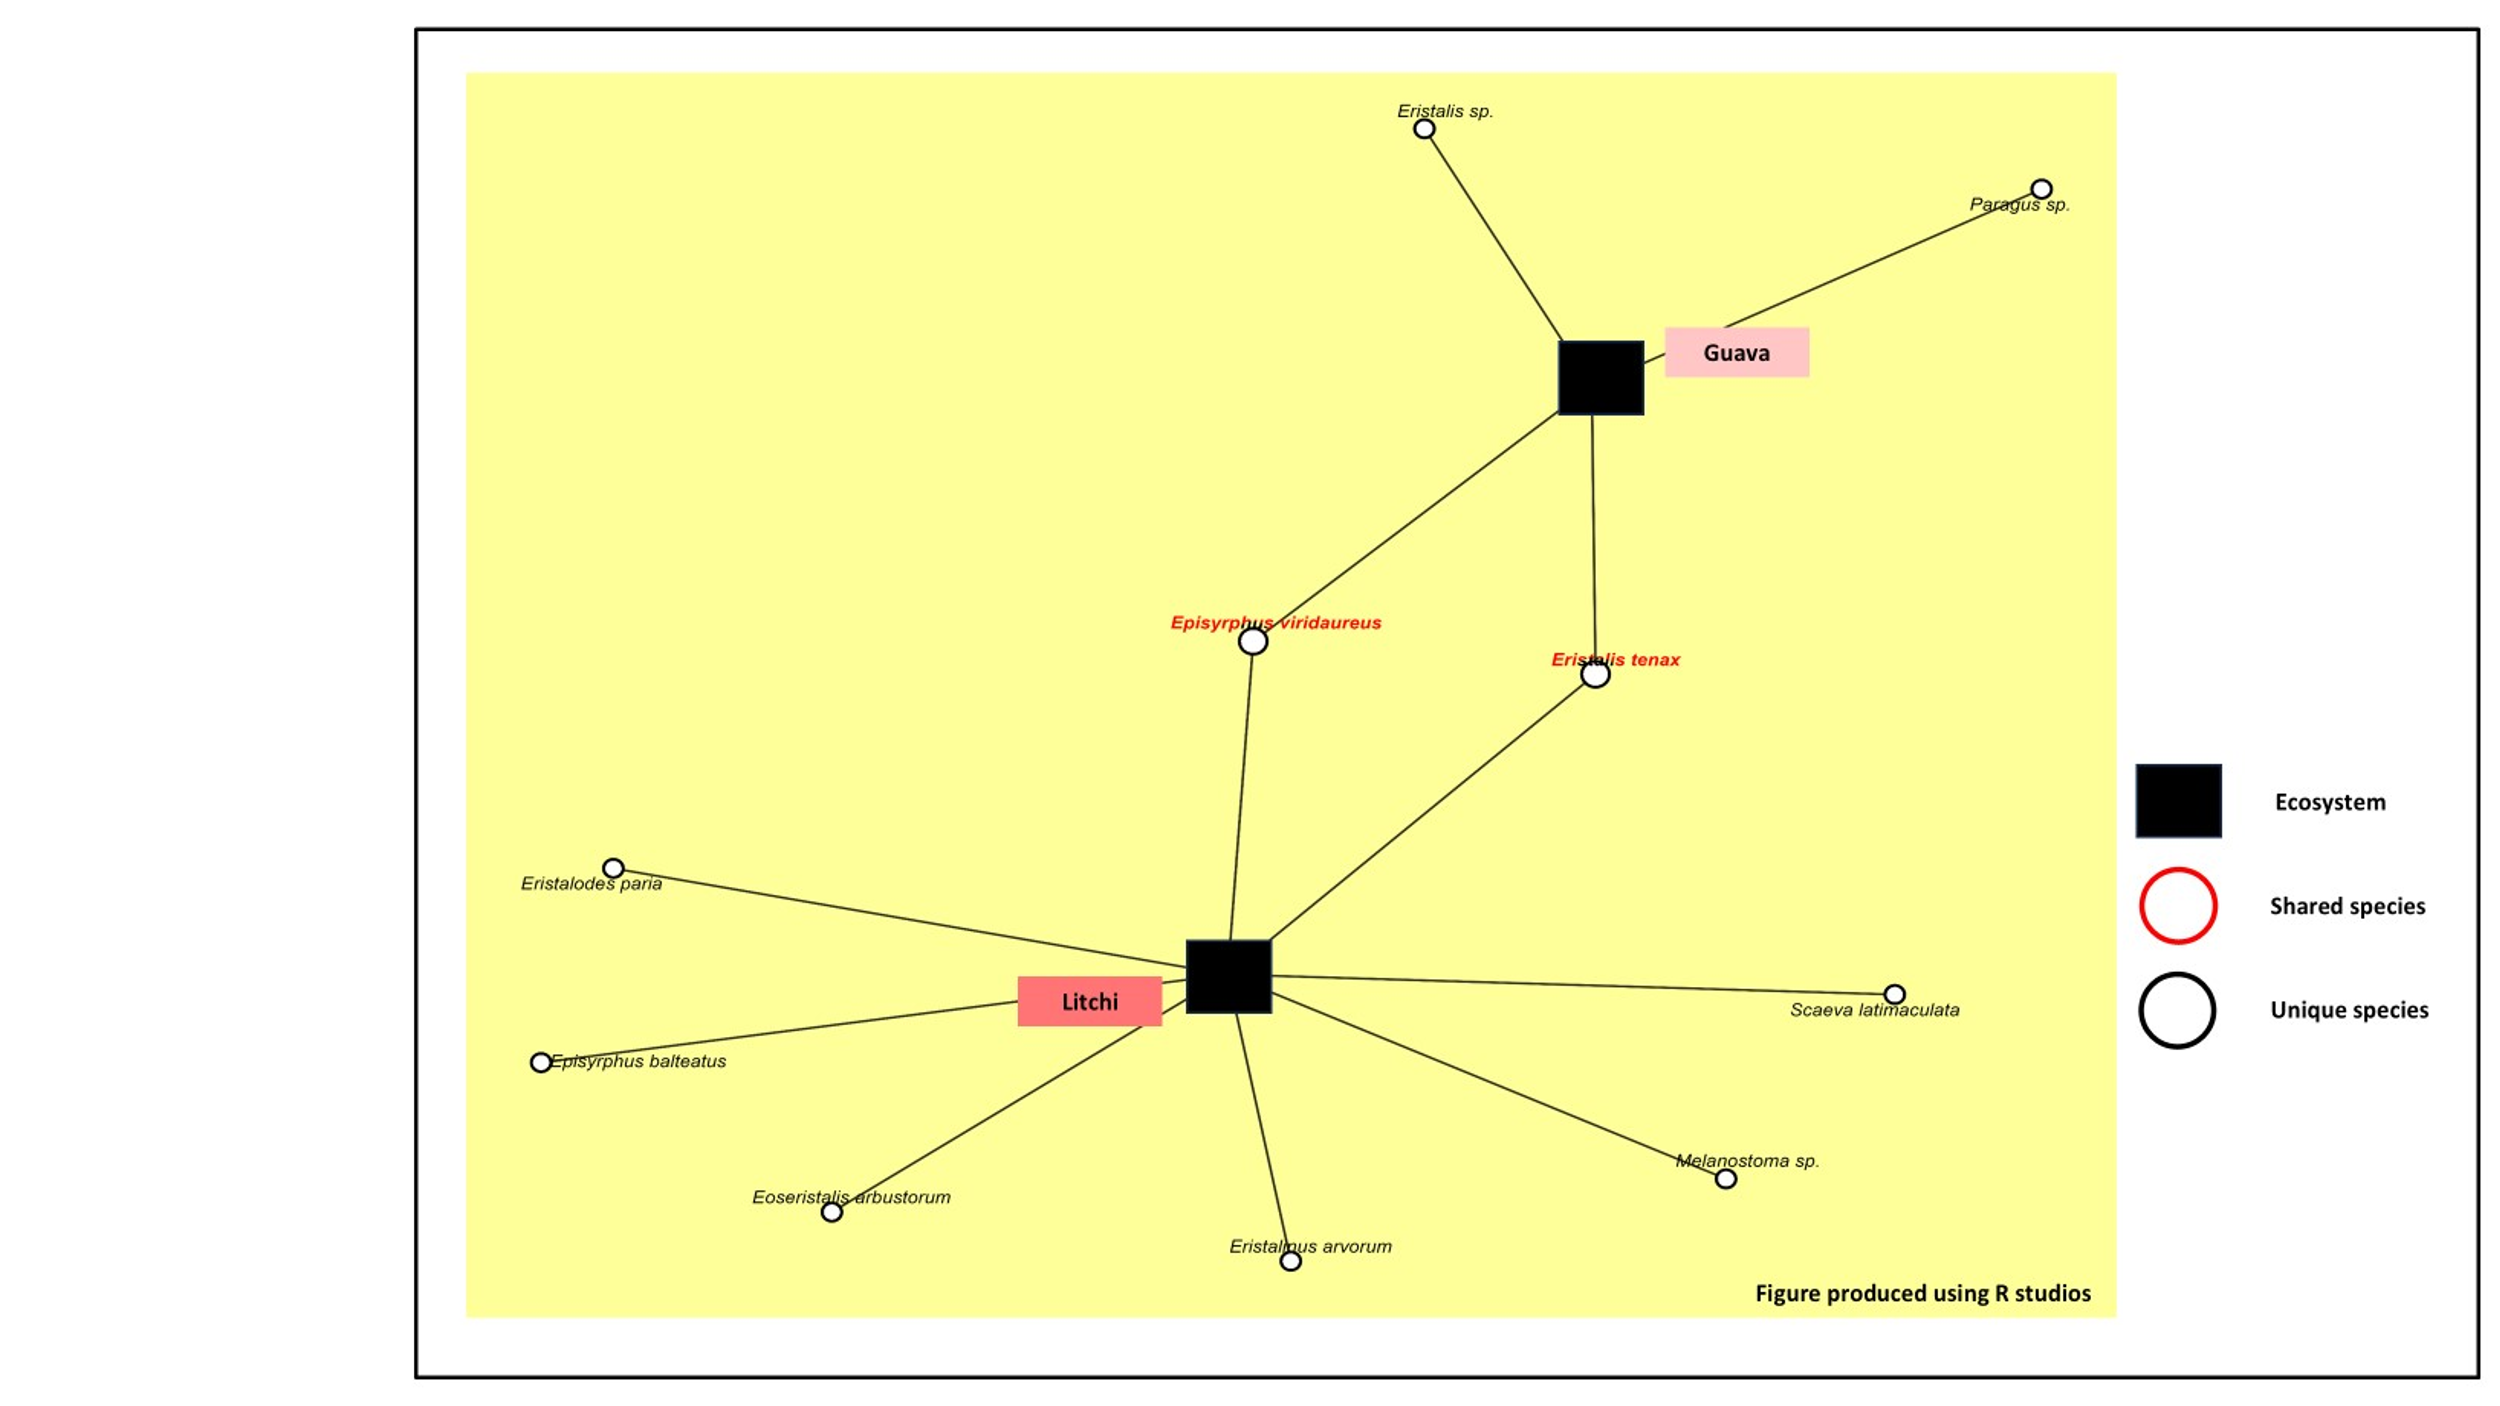 Eristalis sp.
Paragus sp.
Guava
Episyrphus viridaureus
Eristalis tenax
Ecosystem
Eristalodes paria
Shared species
Litchi
Scaeva latimaculata
Unique species
Episyrphus balteatus
Melanostoma sp.
Eoseristalis arbustorum
Eristalinus arvorum
Figure produced using R studios